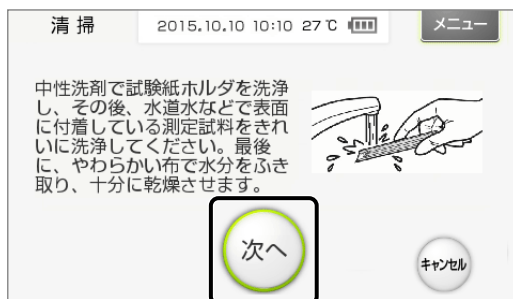 清掃 2015.10.10 10:10 27℃ メニュー
中性洗剤で試験紙ホルダを洗浄
し、その後、水道水などで表面
に付着している測定試料をきれ
いに洗浄してください。最後
に、やわらかい布で水分をふき
取り、十分に乾燥させます。
次へ
キャンセル